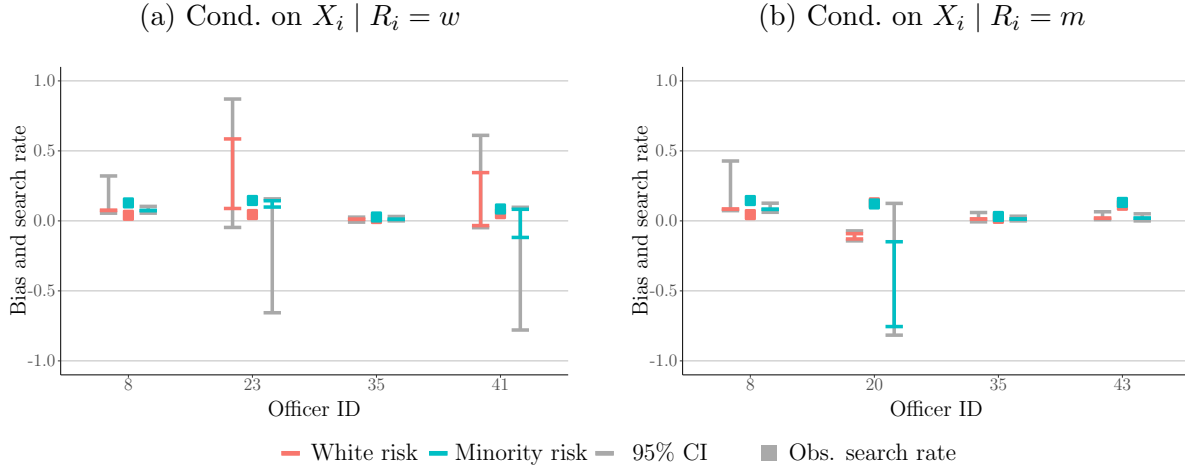 (a) Cond. on X_i | R_i = w
1.0
0.5
0.0
-0.5
-1.0
Bias and search rate
8 23 35 41
Officer ID
(b) Cond. on X_i | R_i = m
1.0
0.5
0.0
-0.5
-1.0
Bias and search rate
8 20 35 43
Officer ID
White risk Minority risk 95% CI Obs. search rate